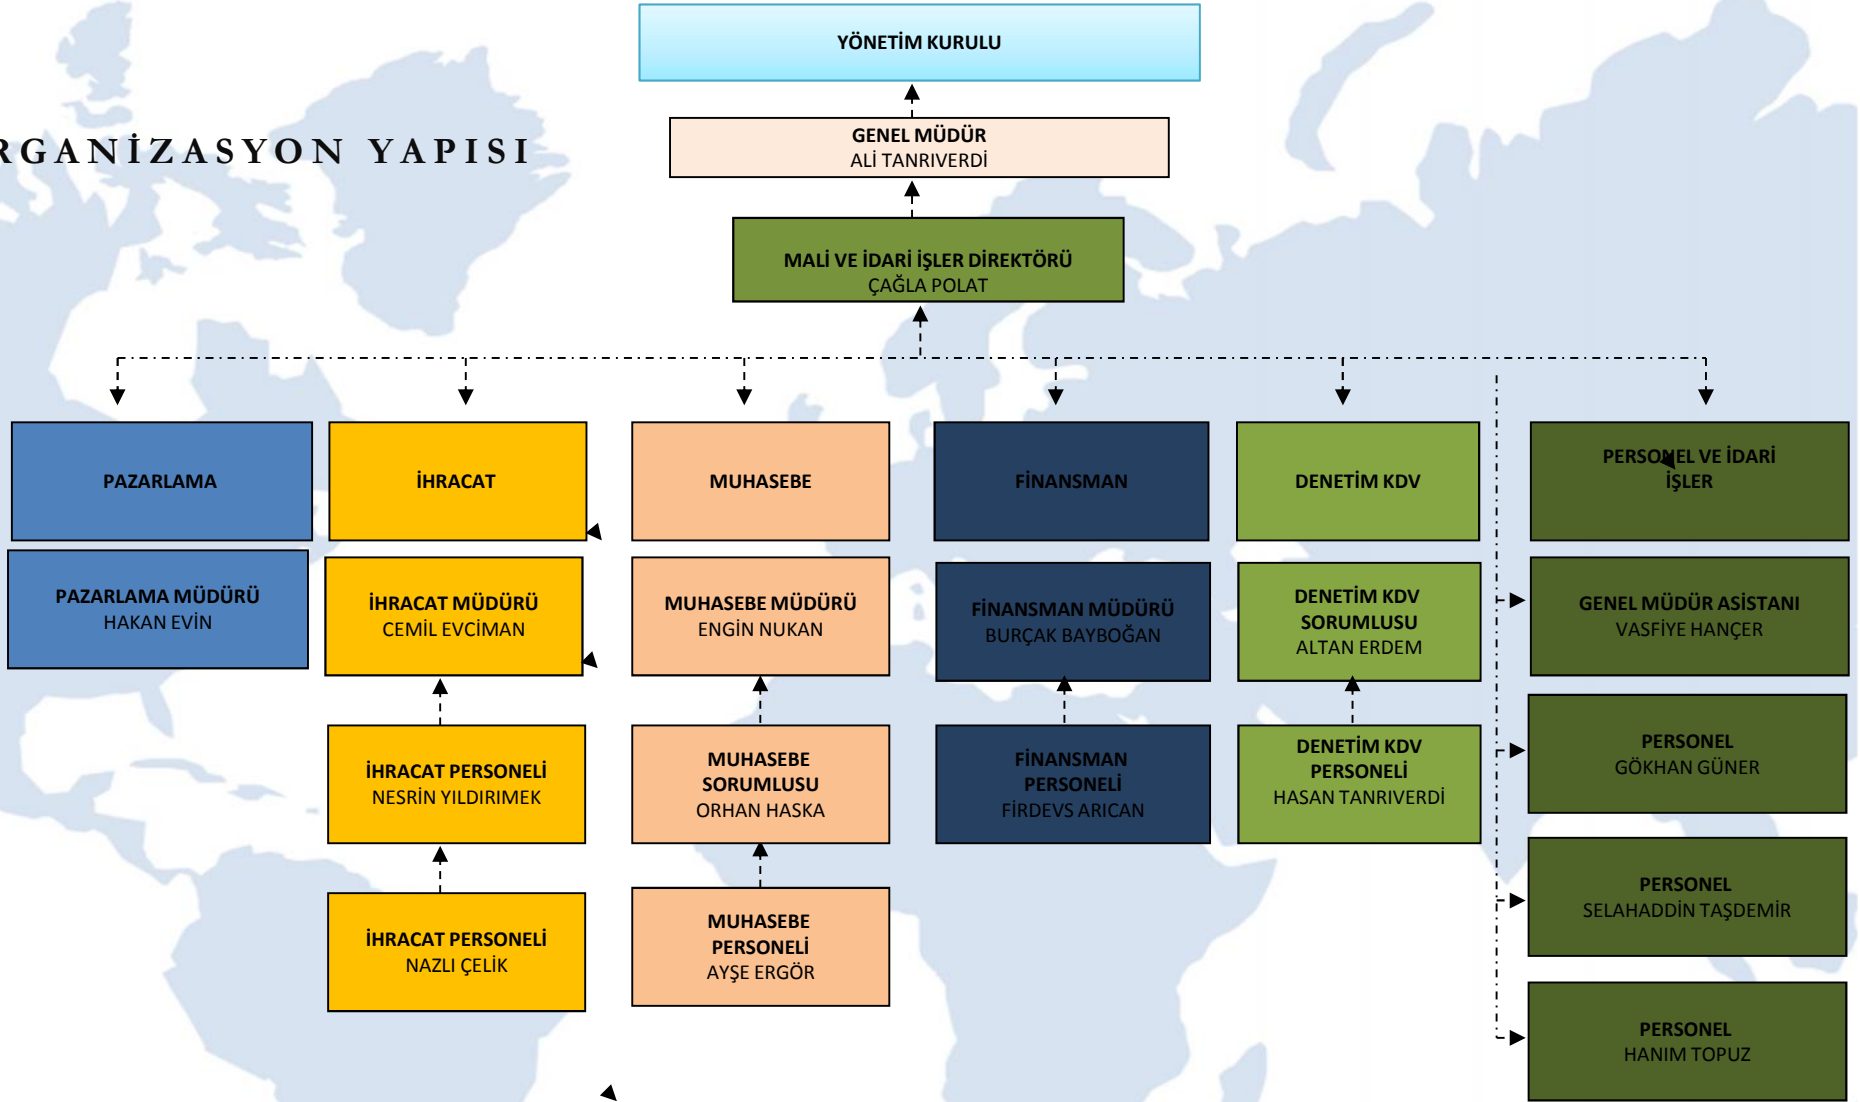 YÖNETİM KURULU
RGANİZASYON YAPISI
GENEL MÜDÜR
ALİ TANRIVERDİ
MALİ VE İDARİ İŞLER DİREKTÖRÜ
ÇAĞLA POLAT
PAZARLAMA
İHRACAT
MUHASEBE
FİNANSMAN
DENETİM KDV
PERSONEL VE İDARİ
İŞLER
PAZARLAMA MÜDÜRÜ
HAKAN EVİN
İHRACAT MÜDÜRÜ
CEMİL EVCİMAN
MUHASEBE MÜDÜRÜ
ENGİN NUKAN
FİNANSMAN MÜDÜRÜ
BURÇAK BAYBOĞAN
DENETİM KDV
SORUMLUSU
ALTAN ERDEM
GENEL MÜDÜR ASİSTANI
VASFİYE HANÇER
İHRACAT PERSONELİ
NESRİN YILDIRIMEK
MUHASEBE
SORUMLUSU
ORHAN HASKA
FİNANSMAN
PERSONELİ
FİRDEVS ARICAN
DENETİM KDV
PERSONELİ
HASAN TANRIVERDİ
PERSONEL
GÖKHAN GÜNER
İHRACAT PERSONELİ
NAZLI ÇELİK
MUHASEBE
PERSONELİ
AYŞE ERGÖR
PERSONEL
SELAHADDİN TAŞDEMİR
PERSONEL
HANIM TOPUZ